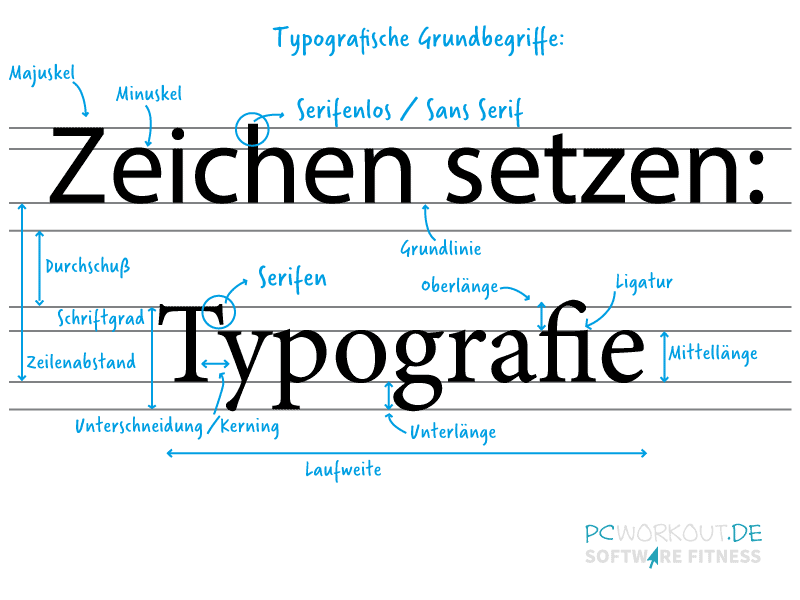 Typografische Grundbegriffe:
Majuskel
Minuskel
Serifenlos / Sans Serif
Zeichen setzen:
Grundlinie
Durchschuß
Serifen
Oberlänge
Ligatur
Schriftgrad
Typografie
Zeilenabstand
Mittellänge
Unterschneidung/Kerning
Unterlänge
Laufweite
PCWORKOUT.DE
SOFTWARE FITNESS